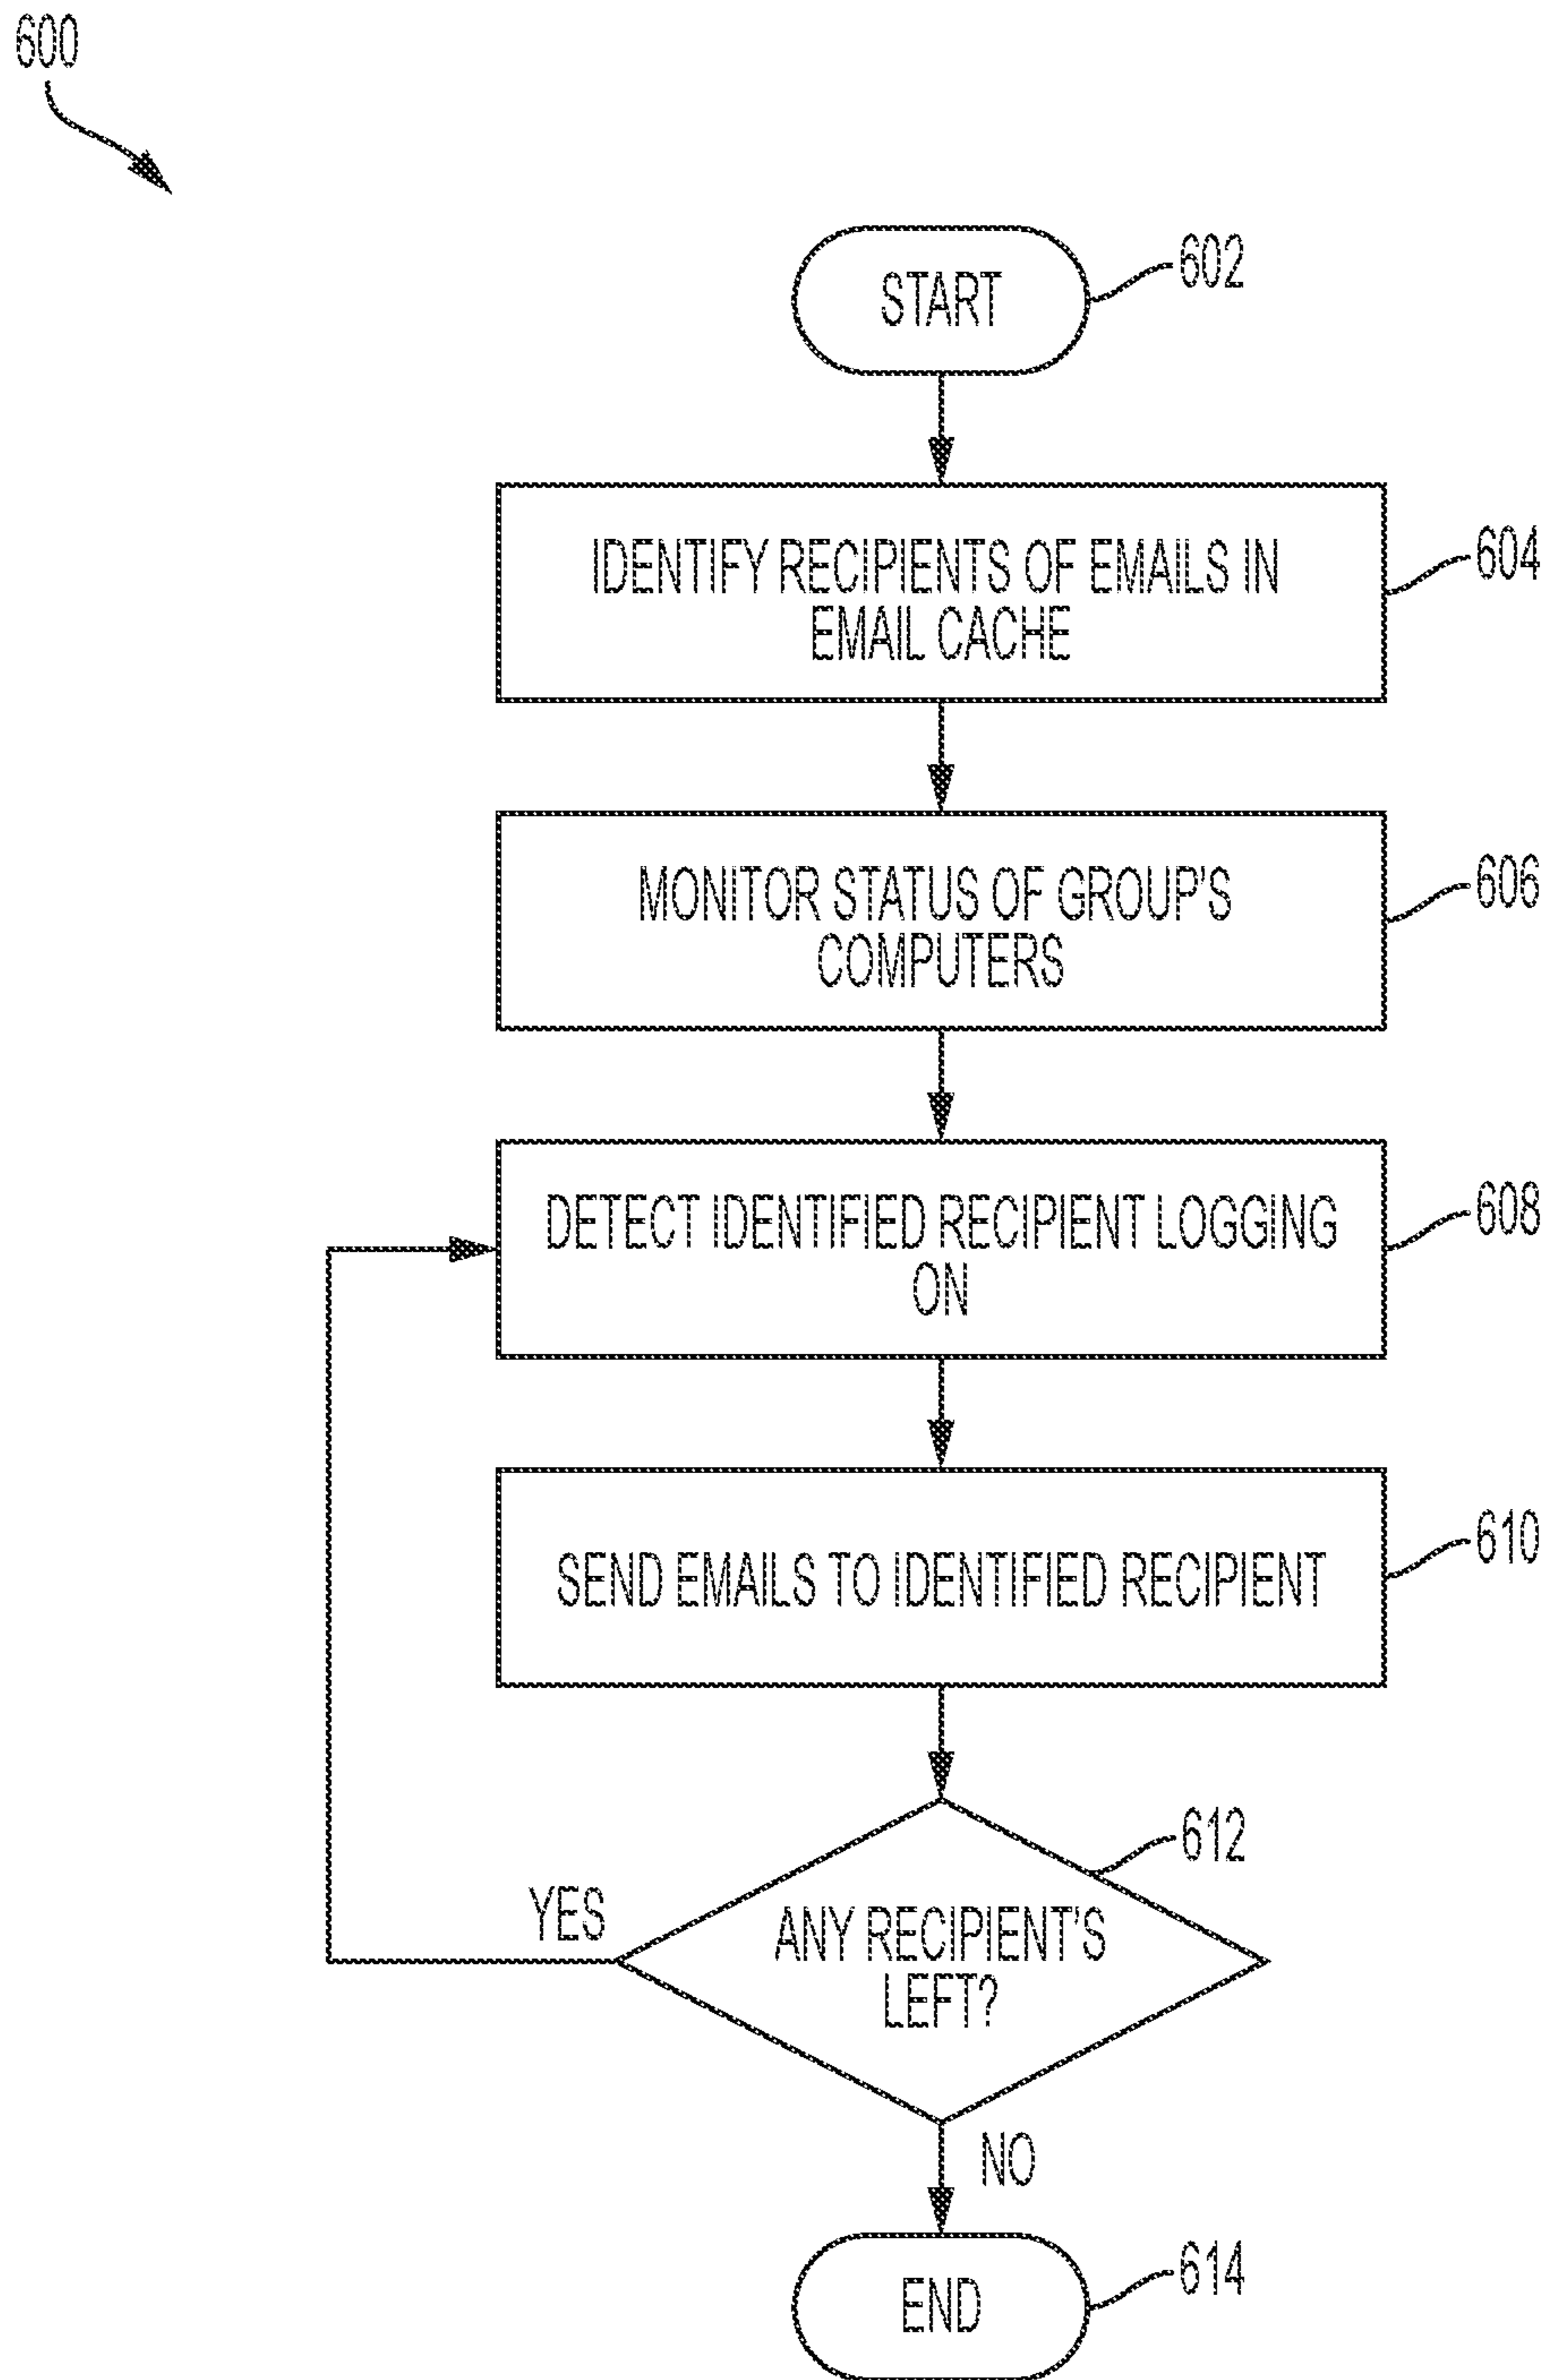 600
START
602
IDENTIFY RECIPIENTS OF EMAILS IN
EMAIL CACHE
604
MONITOR STATUS OF GROUP'S
COMPUTERS
606
DETECT IDENTIFIED RECIPIENT LOGGING
ON
608
SEND EMAILS TO IDENTIFIED RECIPIENT
610
612
YES
ANY RECIPIENT'S
LEFT?
NO
END
614